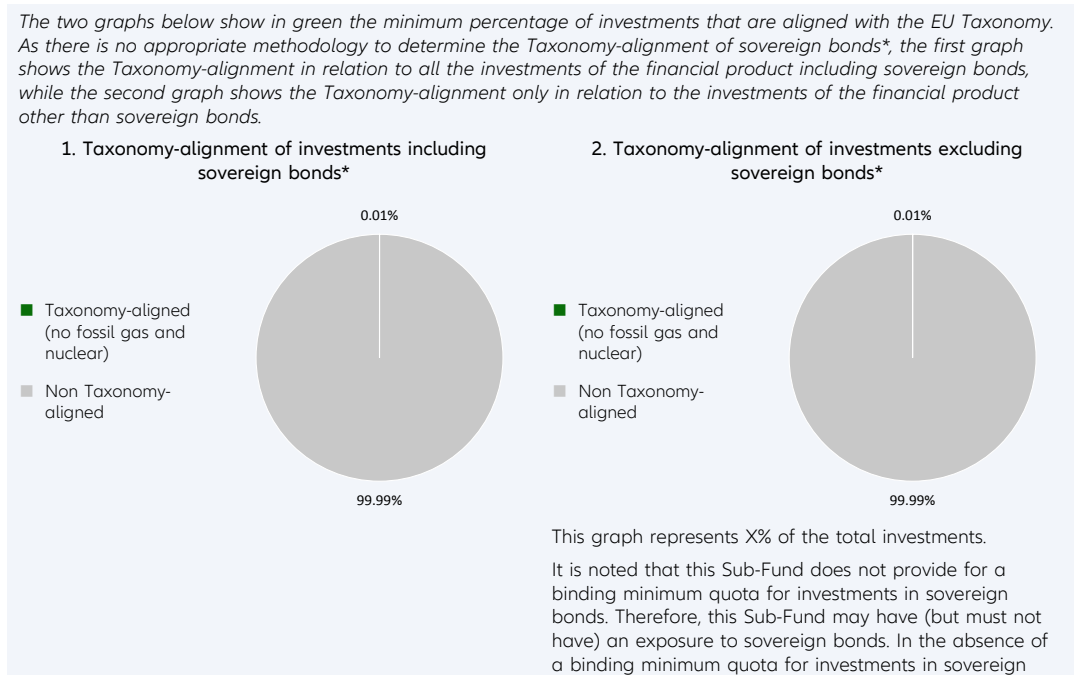 The two graphs below show in green the minimum percentage of investments that are aligned with the EU Taxonomy.
As there is no appropriate methodology to determine the Taxonomy-alignment of sovereign bonds*, the first graph
shows the Taxonomy-alignment in relation to all the investments of the financial product including sovereign bonds,
while the second graph shows the Taxonomy-alignment only in relation to the investments of the financial product
other than sovereign bonds.
1. Taxonomy-alignment of investments including
sovereign bonds*
0.01%
Taxonomy-aligned
(no fossil gas and
nuclear)
Non Taxonomy-
aligned
99.99%
2. Taxonomy-alignment of investments excluding
sovereign bonds*
0.01%
Taxonomy-aligned
(no fossil gas and
nuclear)
Non Taxonomy-
aligned
99.99%
This graph represents X% of the total investments.
It is noted that this Sub-Fund does not provide for a
binding minimum quota for investments in sovereign
bonds. Therefore, this Sub-Fund may have (but must not
have) an exposure to sovereign bonds. In the absence of
a binding minimum quota for investments in sovereign